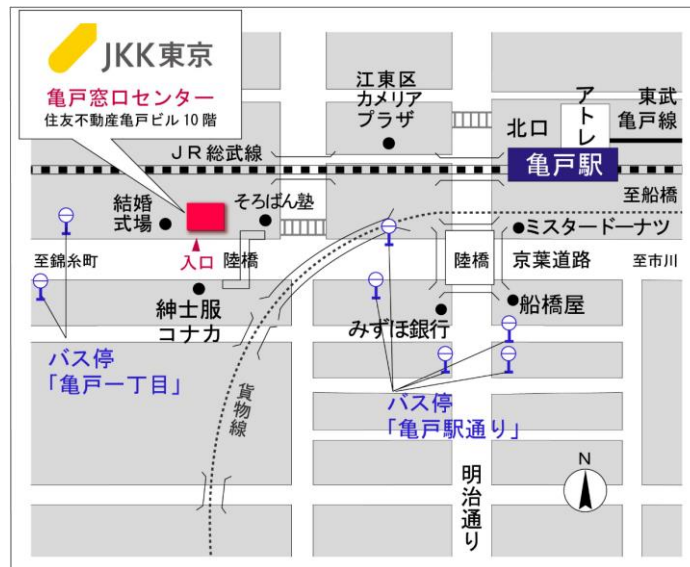 JKK東京
亀戸窓口センター
住友不動産亀戸ビル10階
江東区
カメリア
プラザ
アトレ
東武
亀戸線
北口
JR総武線
亀戸駅
至船橋
結婚
式場
そろばん塾
ミスタードーナツ
至錦糸町
入口
陸橋
陸橋
京葉道路
至市川
紳士服
コナカ
みずほ銀行
船橋屋
バス停
「亀戸一丁目」
貨物線
バス停
「亀戸駅通り」
明治通り
N